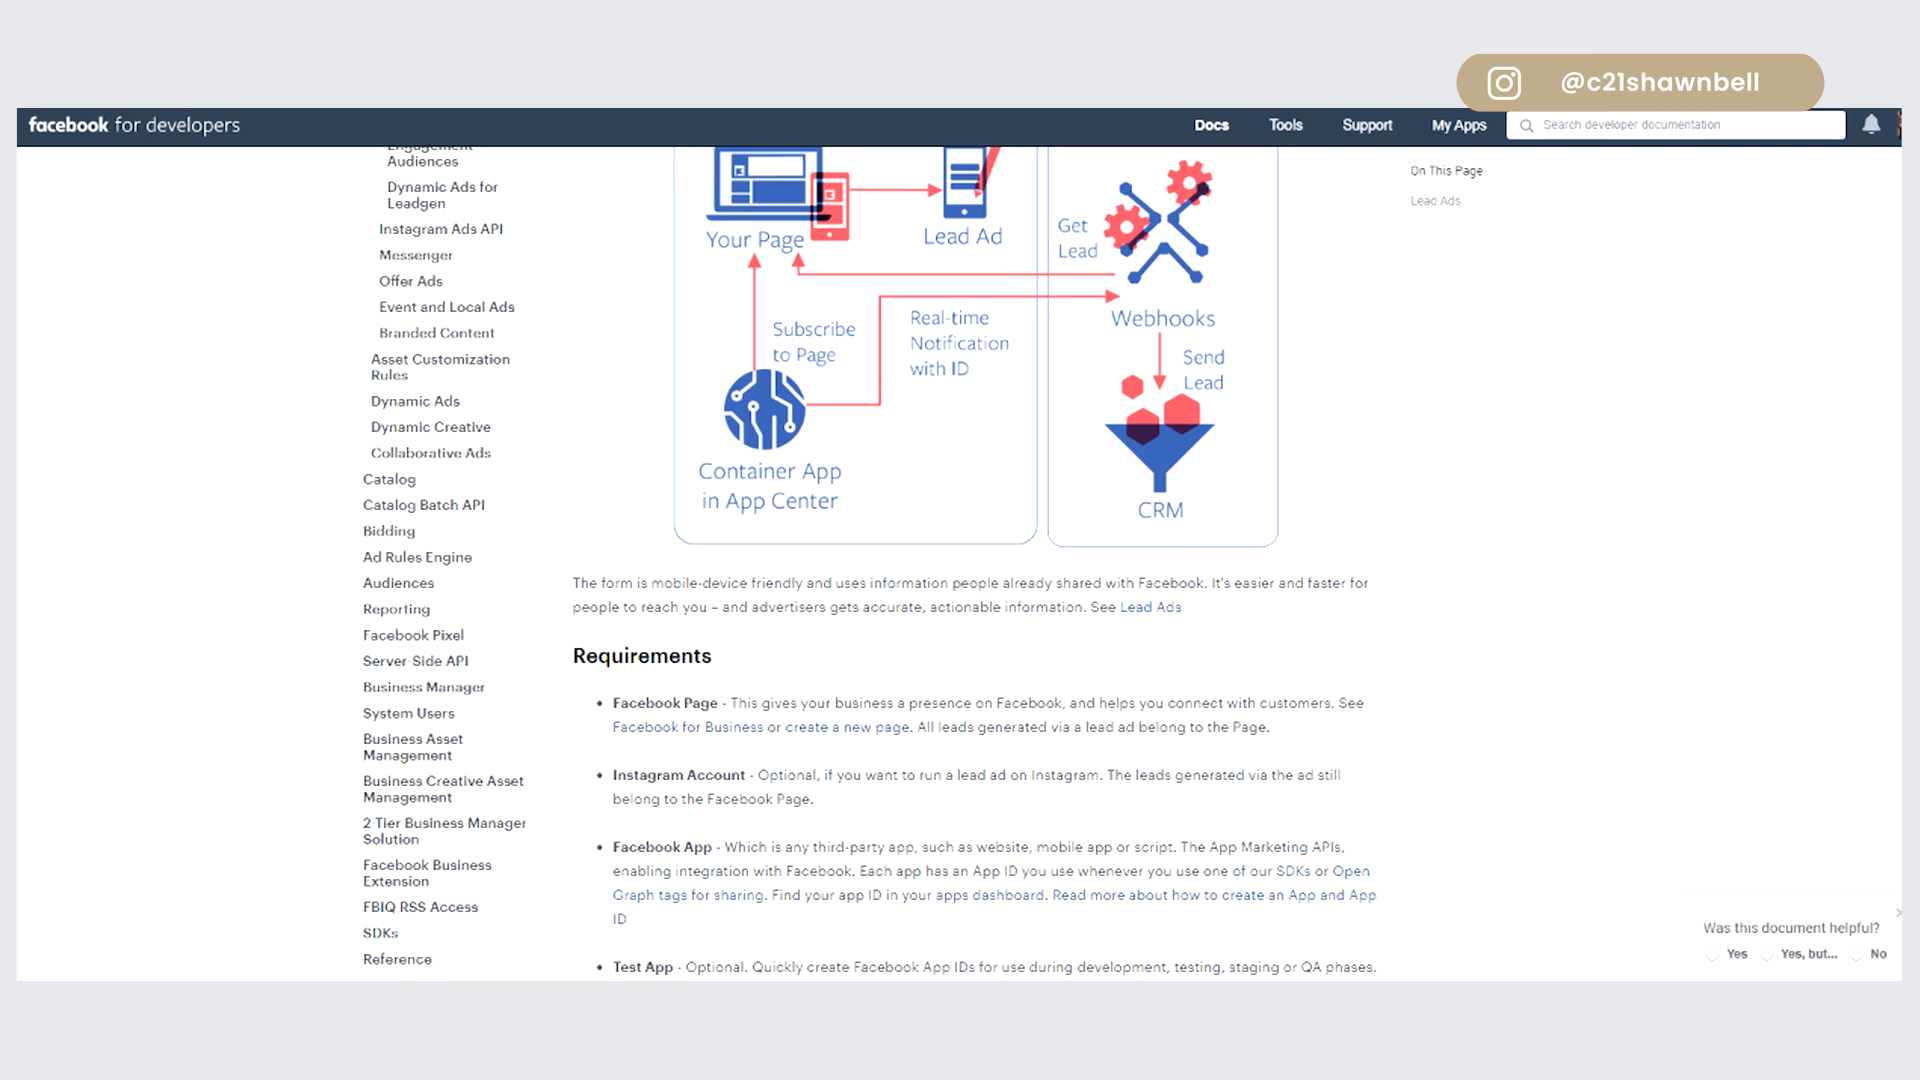 @c21shawnbell
facebook for developers
Docs
Tools
Support
My Apps
Search developer documentation
Engagement
Audiences
Dynamic Ads for
Leadgen
Instagram Ads API
Messenger
Offer Ads
Event and Local Ads
Branded Content
Asset Customization
Rules
Dynamic Ads
Dynamic Creative
Collaborative Ads
Catalog
Catalog Batch API
Bidding
Ad Rules Engine
Audiences
Reporting
Facebook Pixel
Server-Side API
Business Manager
System Users
Business Asset
Management
Business Creative Asset
Management
2-Tier Business Manager
Solution
Facebook Business
Extension
FBIQ RSS Access
SDKs
Reference
Your Page
Lead Ad
Get
Lead
Webhooks
Subscribe
to Page
Real-time
Notification
with ID
Send
Lead
Container App
in App Center
CRM
The form is mobile-device friendly and uses information people already shared with Facebook. It's easier and faster for
people to reach you – and advertisers gets accurate, actionable information. See Lead Ads
Requirements
• Facebook Page - This gives your business a presence on Facebook, and helps you connect with customers. See
Facebook for Business or create a new page. All leads generated via a lead ad belong to the Page.
• Instagram Account - Optional, if you want to run a lead ad on Instagram. The leads generated via the ad still
belong to the Facebook Page.
• Facebook App - Which is any third-party app, such as website, mobile app or script. The App Marketing APIs,
enabling integration with Facebook. Each app has an App ID you use whenever you use one of our SDKs or Open
Graph tags for sharing. Find your app ID in your apps dashboard. Read more about how to create an App and App
ID
• Test App - Optional. Quickly create Facebook App IDs for use during development, testing, staging or QA phases.
On This Page
Lead Ads
Was this document helpful?
Yes
Yes, but...
No